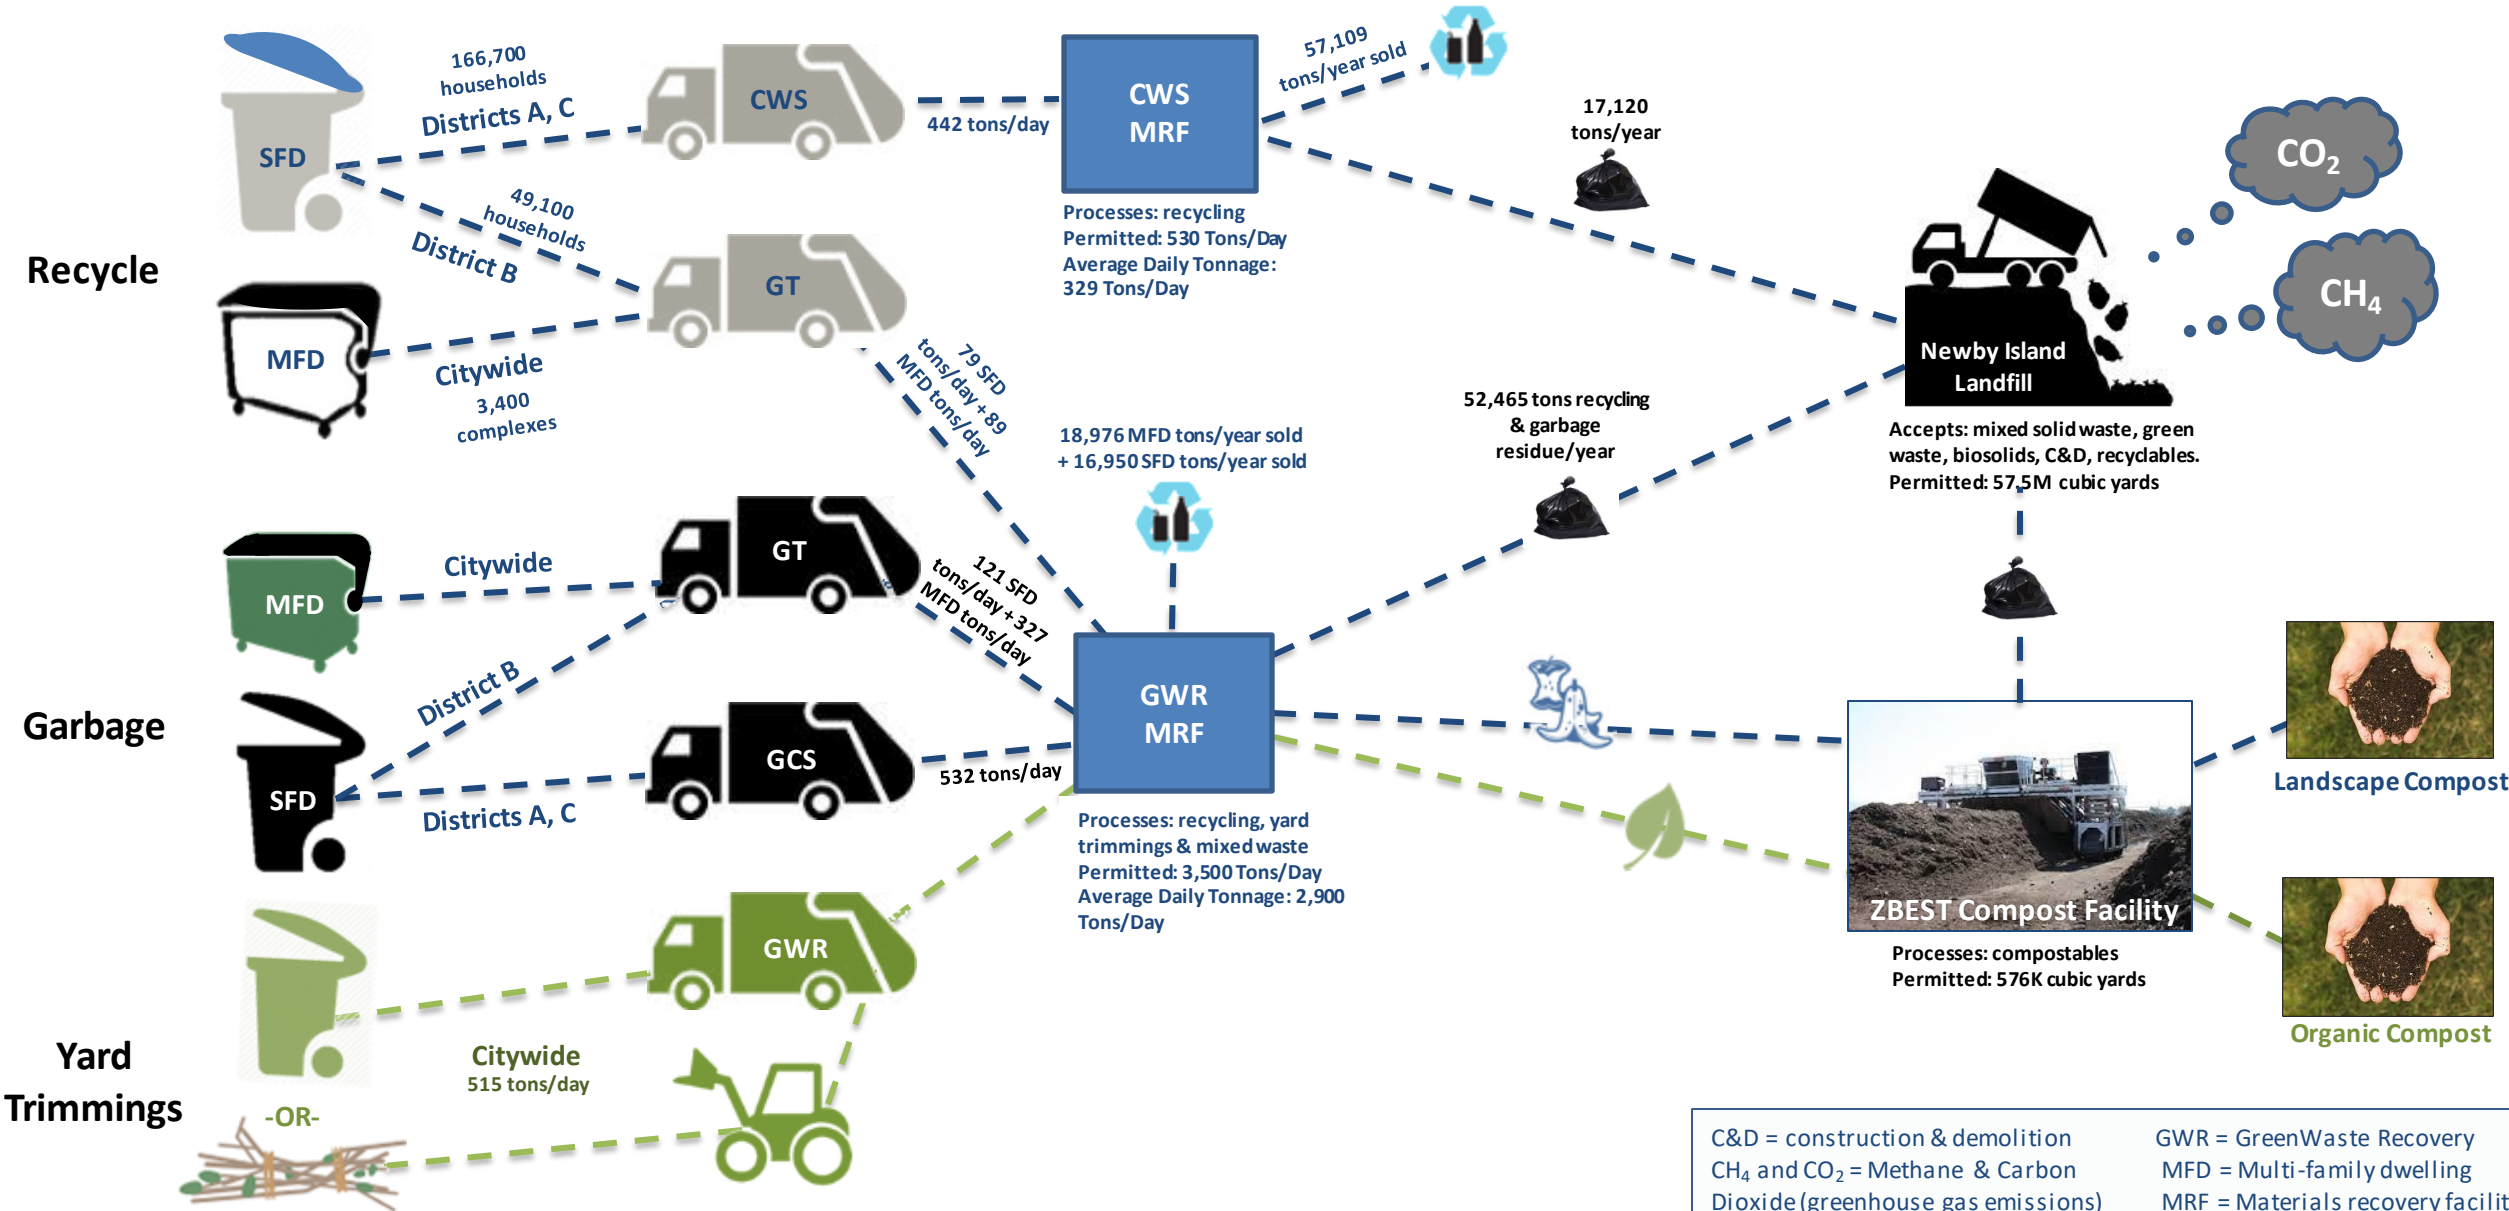 Recycle
SFD
166,700
households
Districts A, C
49,100
households
District B
MFD
Citywide
3,400
complexes
CWS
442 tons/day
GT
79 SFD
tons/day + 89
MFD tons/day
CWS
MRF
Processes: recycling
Permitted: 530 Tons/Day
Average Daily Tonnage:
329 Tons/Day
57,109
tons/year sold
17,120
tons/year
CO2
CH4
Newby Island
Landfill
Accepts: mixed solid waste, green
waste, biosolids, C&D, recyclables.
Permitted: 57.5M cubic yards
52,465 tons recycling
& garbage
residue/year
18,976 MFD tons/year sold
+ 16,950 SFD tons/year sold
Garbage
MFD
Citywide
GT
121 SFD
tons/day + 327
MFD tons/day
SFD
District B
Districts A, C
GCS
532 tons/day
GWR
MRF
Processes: recycling, yard
trimmings & mixed waste
Permitted: 3,500 Tons/Day
Average Daily Tonnage: 2,900
Tons/Day
ZBEST Compost Facility
Processes: compostables
Permitted: 576K cubic yards
Landscape Compost
Organic Compost
Yard
Trimmings
-OR-
Citywide
515 tons/day
GWR
C&D = construction & demolition
CH4 and CO2 = Methane & Carbon
Dioxide (greenhouse gas emissions)
GWR = GreenWaste Recovery
MFD = Multi-family dwelling
MRF = Materials recovery facilit